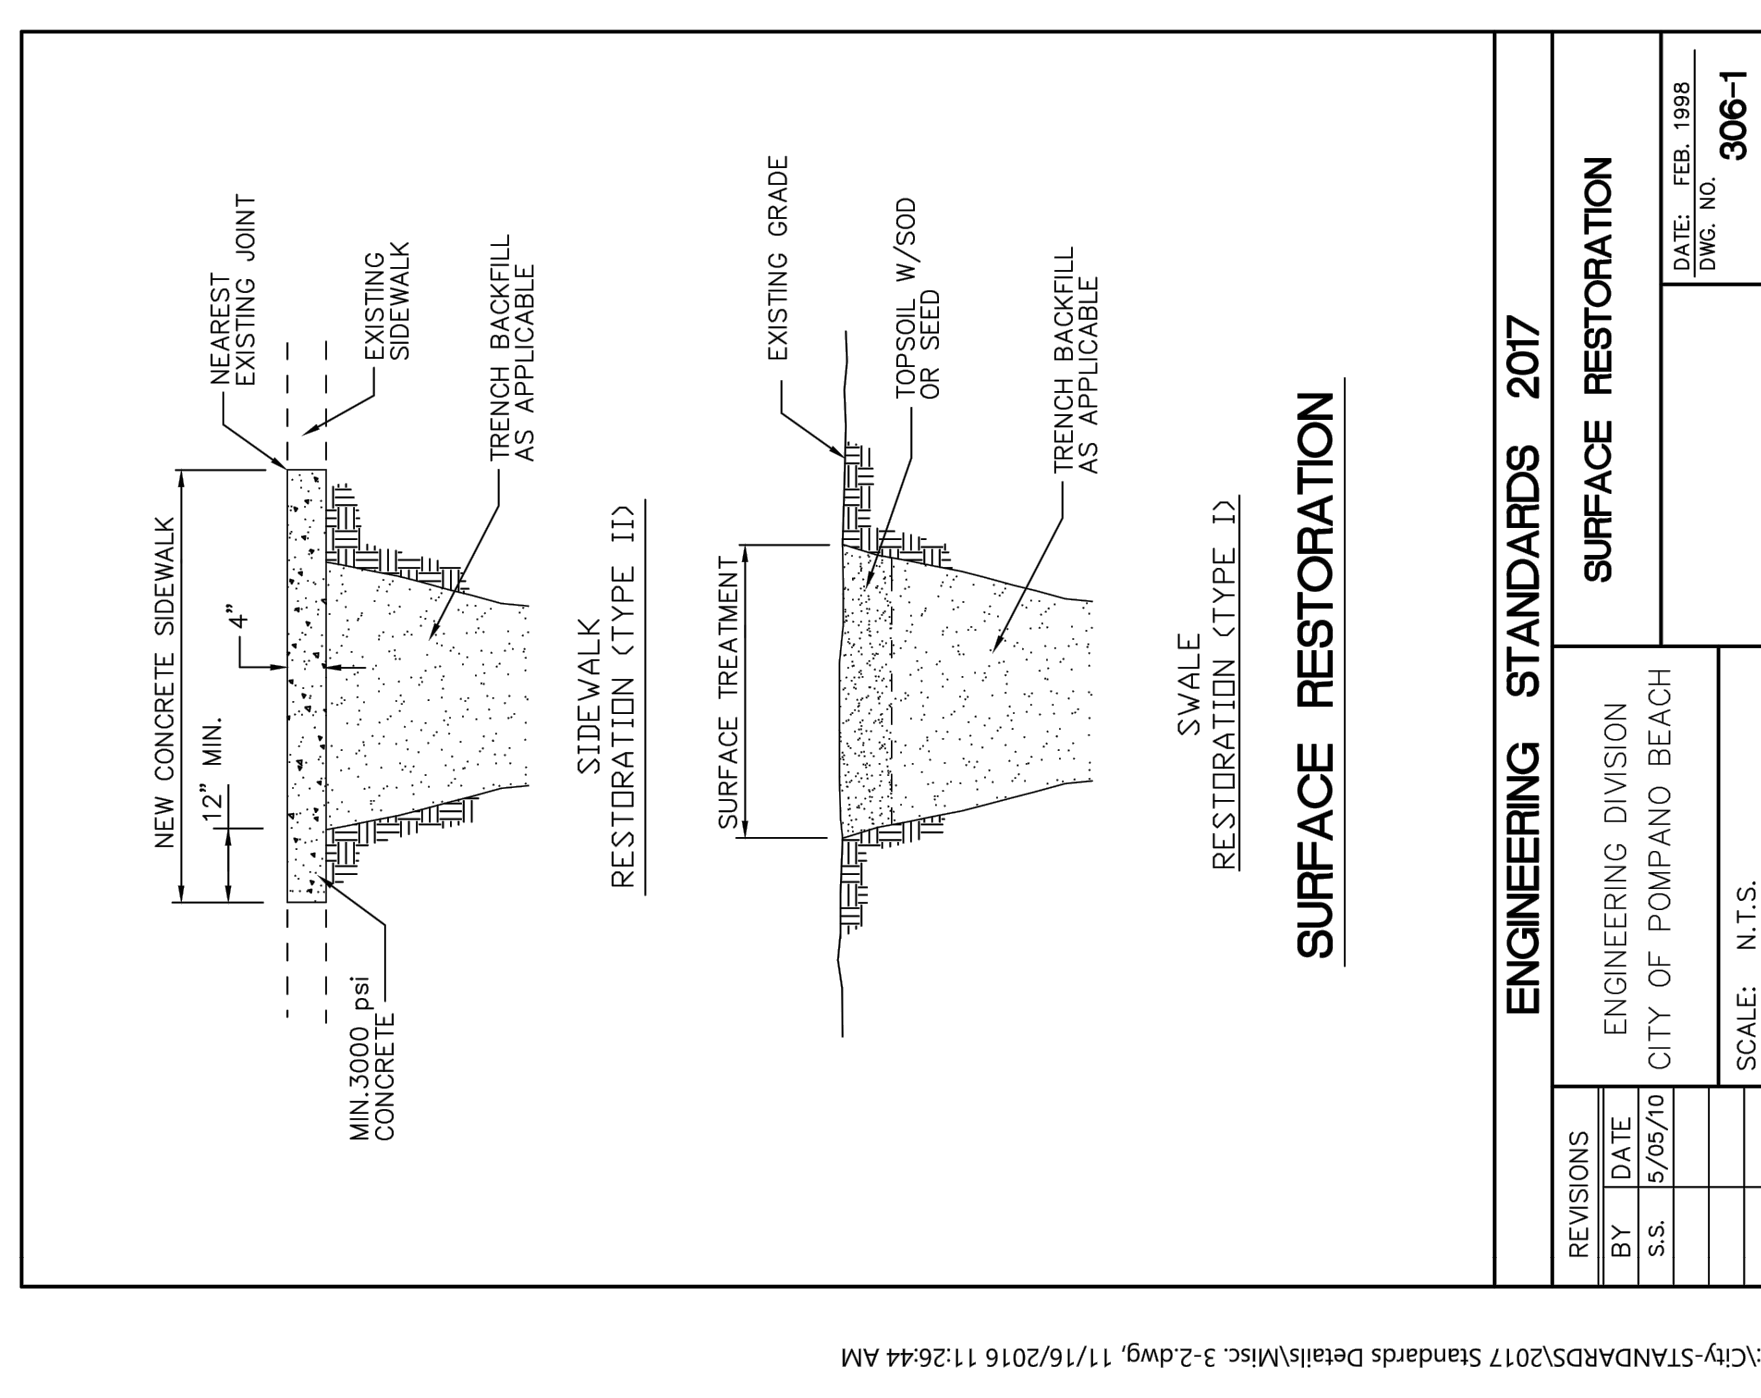 NEW CONCRETE SIDEWALK
12" MIN.
4"
NEAREST
EXISTING JOINT
EXISTING
SIDEWALK
MIN.3000 psi
CONCRETE
TRENCH BACKFILL
AS APPLICABLE
SIDEWALK
RESTORATION (TYPE II)
SURFACE TREATMENT
EXISTING GRADE
TOPSOIL W/SOD
OR SEED
TRENCH BACKFILL
AS APPLICABLE
SWALE
RESTORATION (TYPE I)
SURFACE RESTORATION
ENGINEERING STANDARDS 2017
REVISIONS
BY DATE
S.S. 5/05/10
ENGINEERING DIVISION
CITY OF POMPANO BEACH
SCALE: N.T.S.
SURFACE RESTORATION
DATE: FEB. 1998
DWG. NO.
306-1
:\City-STANDARDS\2017 Standards Details\Misc. 3-2.dwg, 11/16/2016 11:26:44 AM